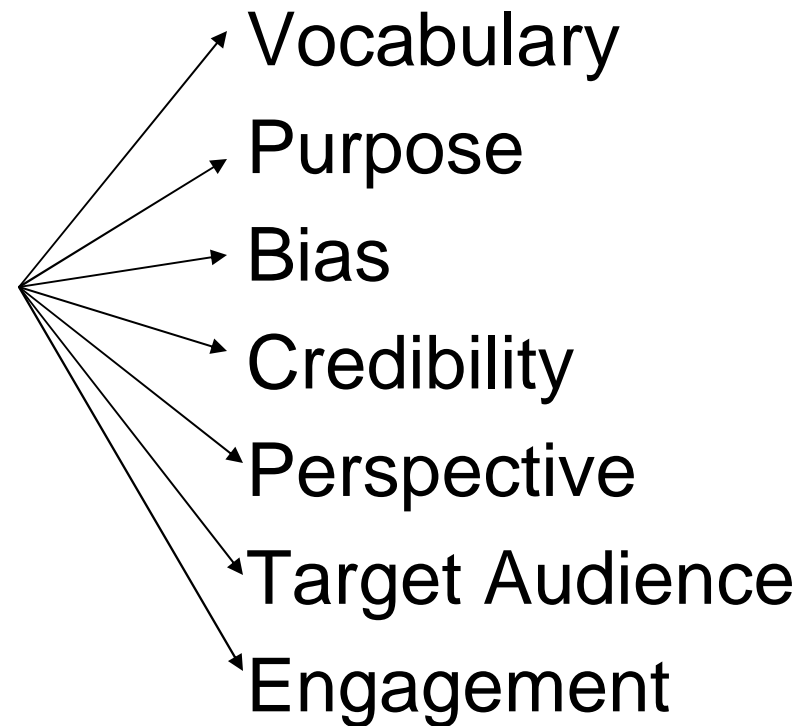 Vocabulary
Purpose
Bias
Credibility
Perspective
Target Audience
Engagement